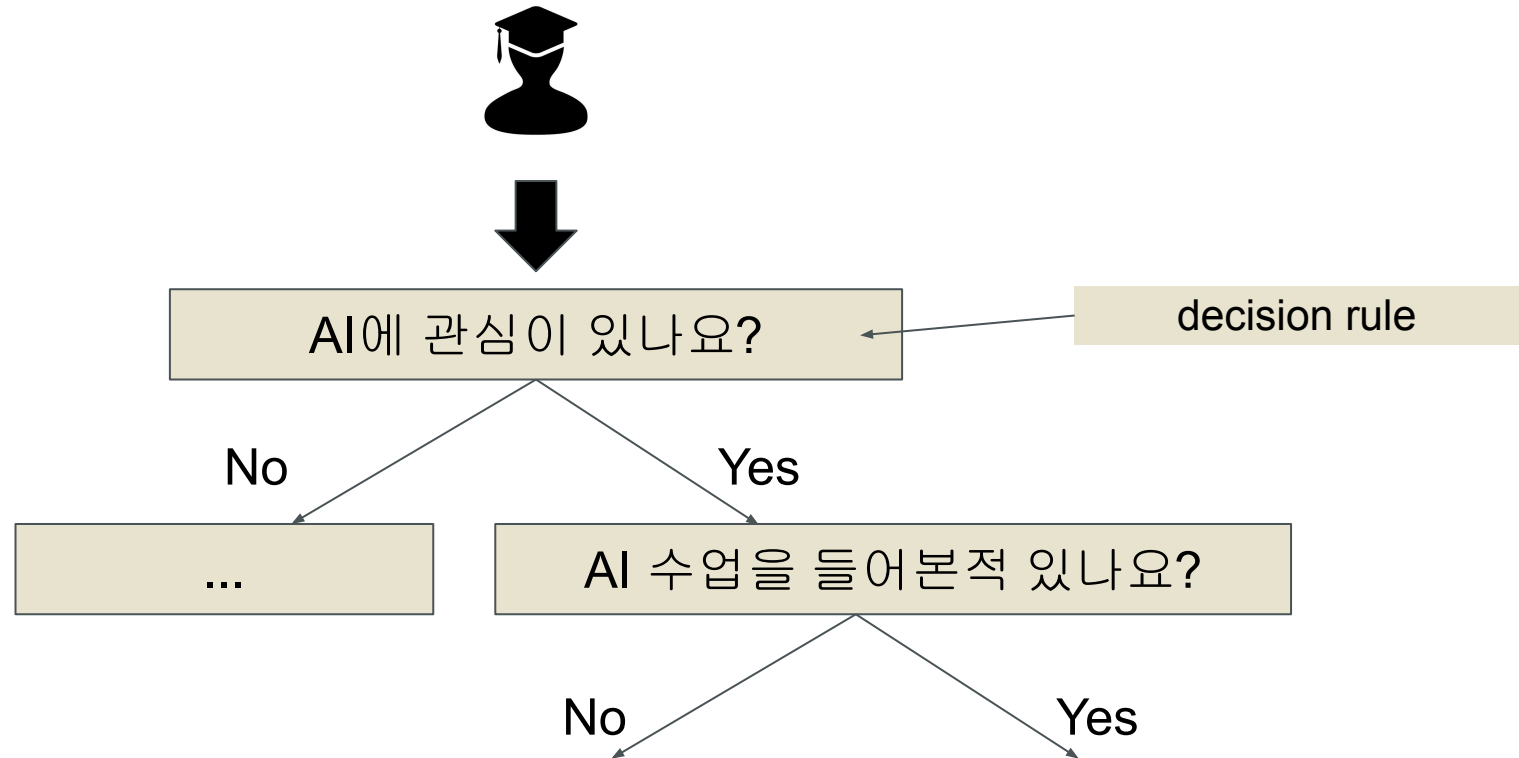 AI에 관심이 있나요?
decision rule
No
Yes
...
AI 수업을 들어본적 있나요?
No
Yes